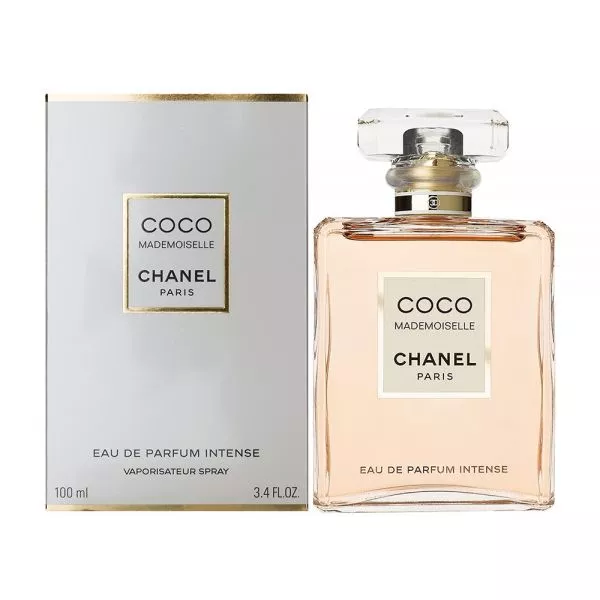 COCO
MADEMOISELLE
CHANEL
PARIS
EAU DE PARFUM INTENSE
VAPORISATEUR SPRAY
100 ml 3.4 FL.OZ.
COCO
MADEMOISELLE
CHANEL
PARIS
EAU DE PARFUM INTENSE